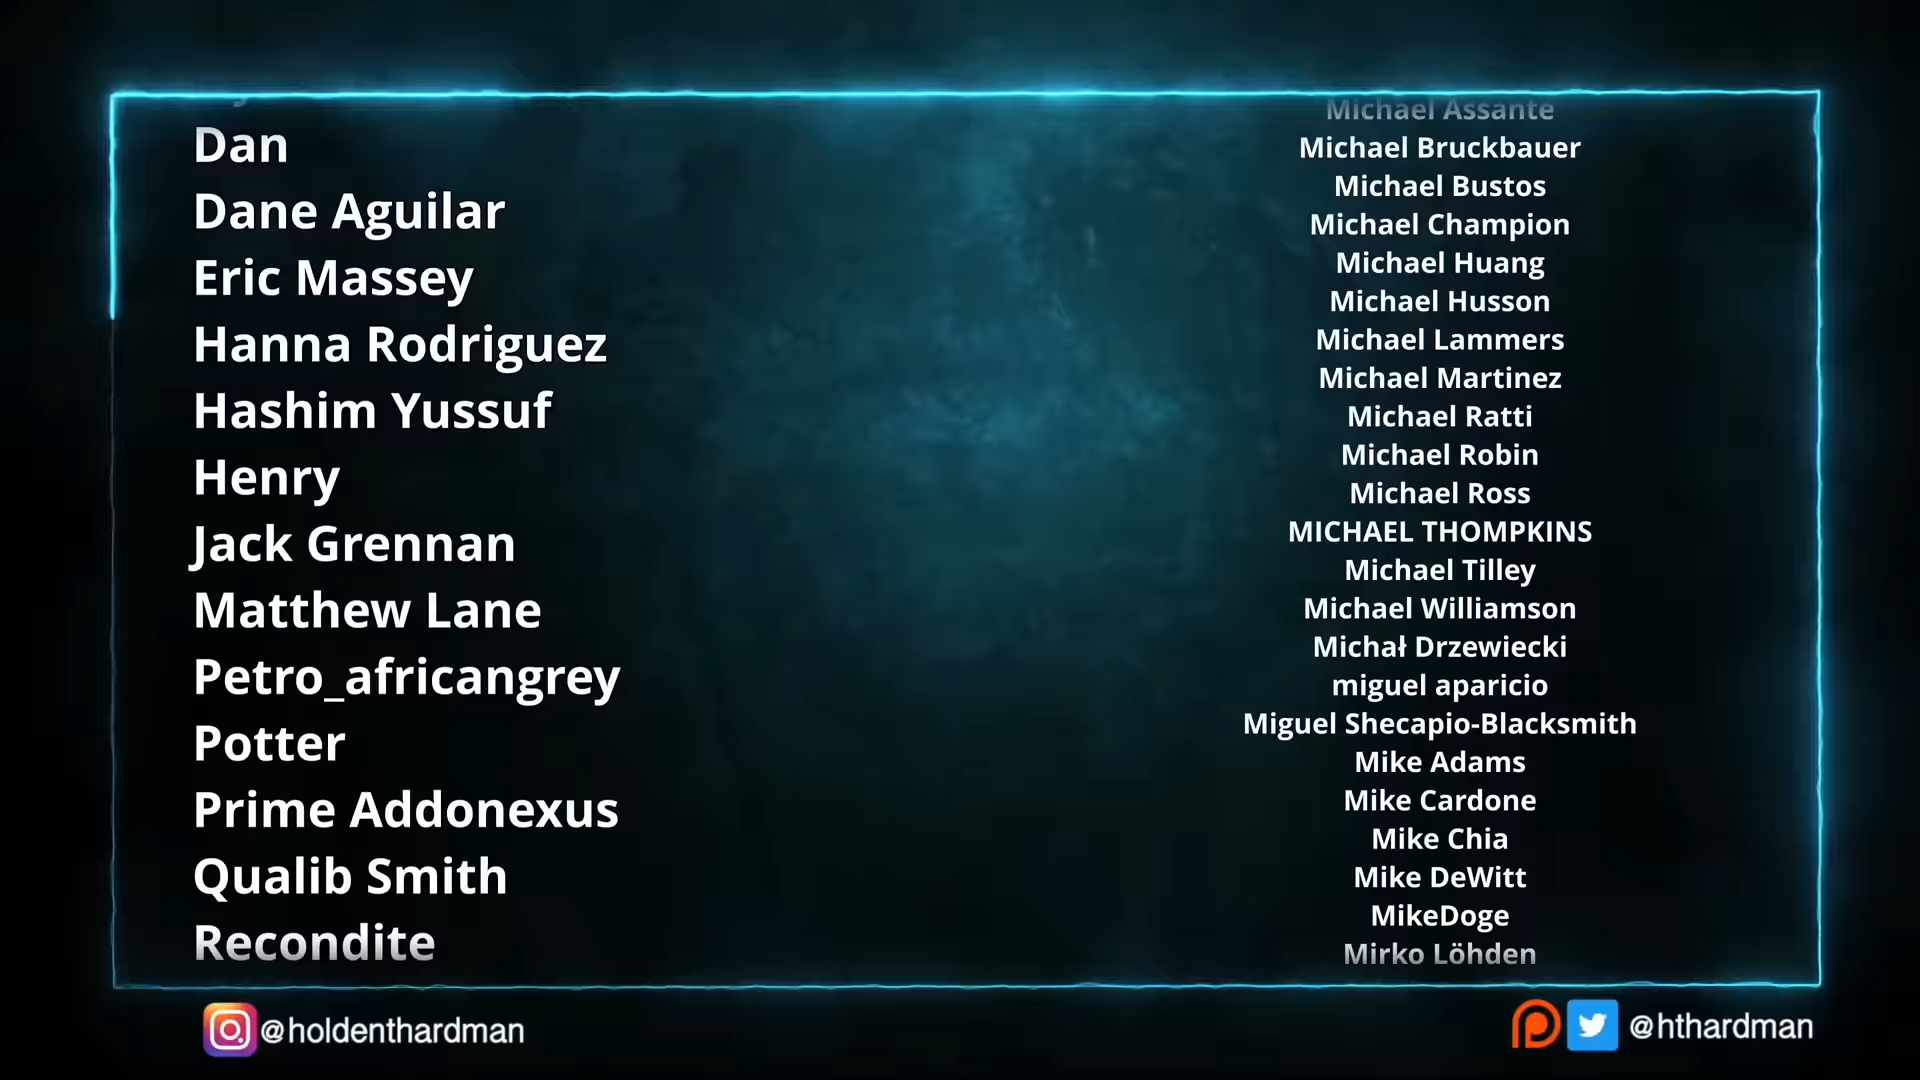 Dan
Dane Aguilar
Eric Massey
Hanna Rodriguez
Hashim Yussuf
Henry
Jack Grennan
Matthew Lane
Petro_africangrey
Potter
Prime Addonexus
Qualib Smith
Recondite
Michael Assante
Michael Bruckbauer
Michael Bustos
Michael Champion
Michael Huang
Michael Husson
Michael Lammers
Michael Martinez
Michael Ratti
Michael Robin
Michael Ross
MICHAEL THOMPKINS
Michael Tilley
Michael Williamson
Michał Drzewiecki
miguel aparicio
Miguel Shecapio-Blacksmith
Mike Adams
Mike Cardone
Mike Chia
Mike DeWitt
MikeDoge
Mirko Löhden
@holdenthardman
@hthardman